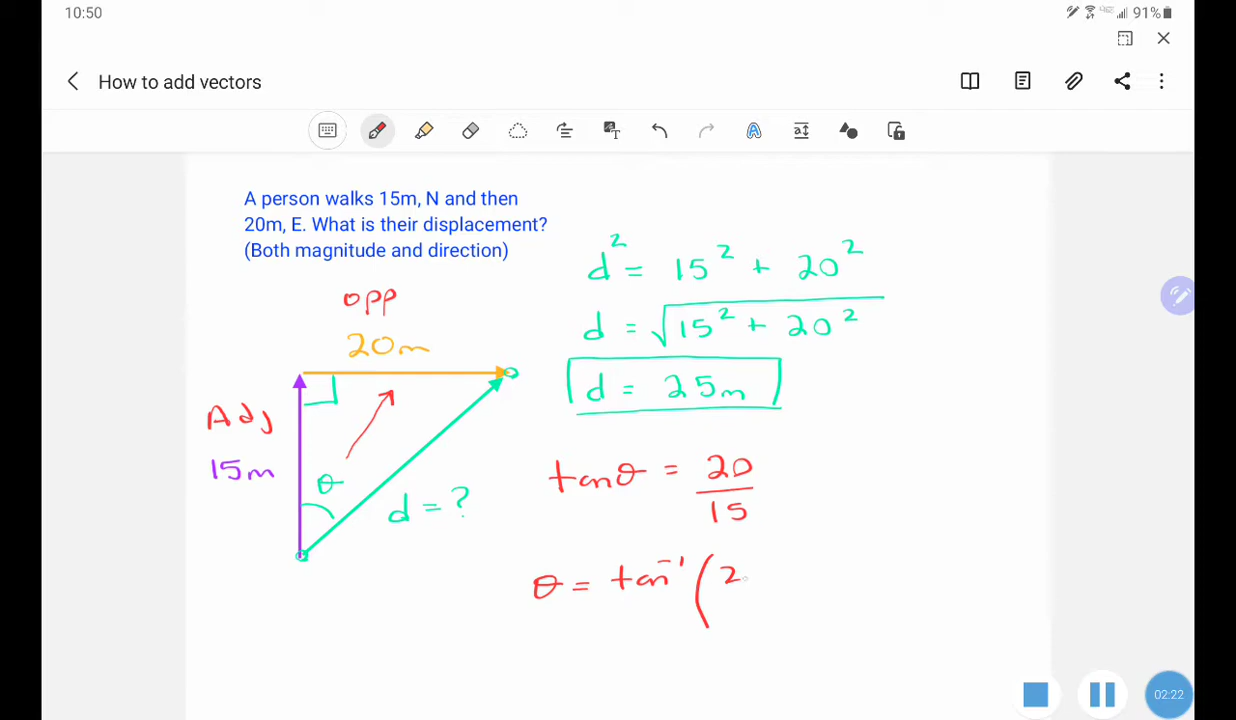 10:50
91%
How to add vectors
A person walks 15m, N and then
20m, E. What is their displacement?
(Both magnitude and direction)
opp
20m
Adj
15m
θ
d = ?
d² = 15² + 20²
d = √15² + 20²
d = 25m
tanθ = 20/15
θ = tan⁻¹ (2
02:22